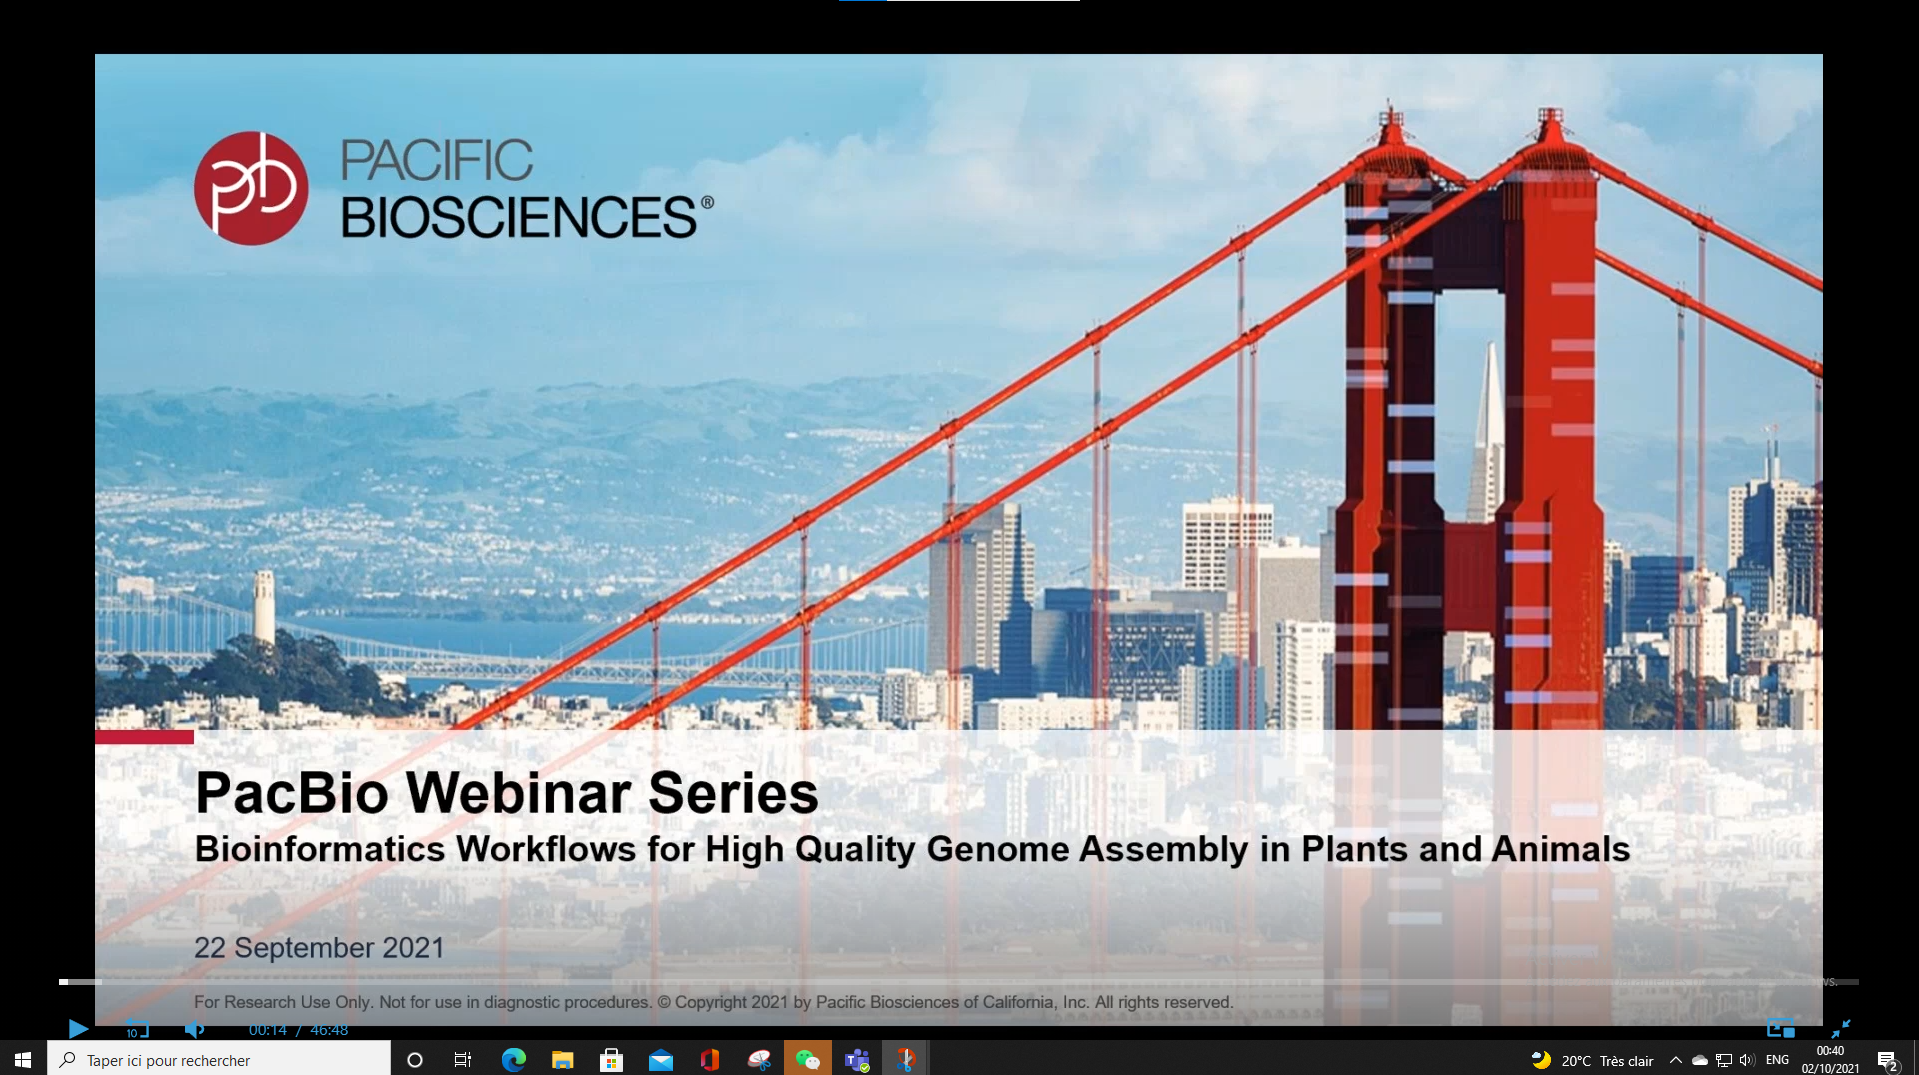 pb
PACIFIC
BIOSCIENCES®
PacBio Webinar Series
Bioinformatics Workflows for High Quality Genome Assembly in Plants and Animals
22 September 2021
For Research Use Only. Not for use in diagnostic procedures. © Copyright 2021 by Pacific Biosciences of California, Inc. All rights reserved.
10
00:14 / 46:48
Taper ici pour rechercher
20°C Très clair
ENG
00:40
02/10/2021
2